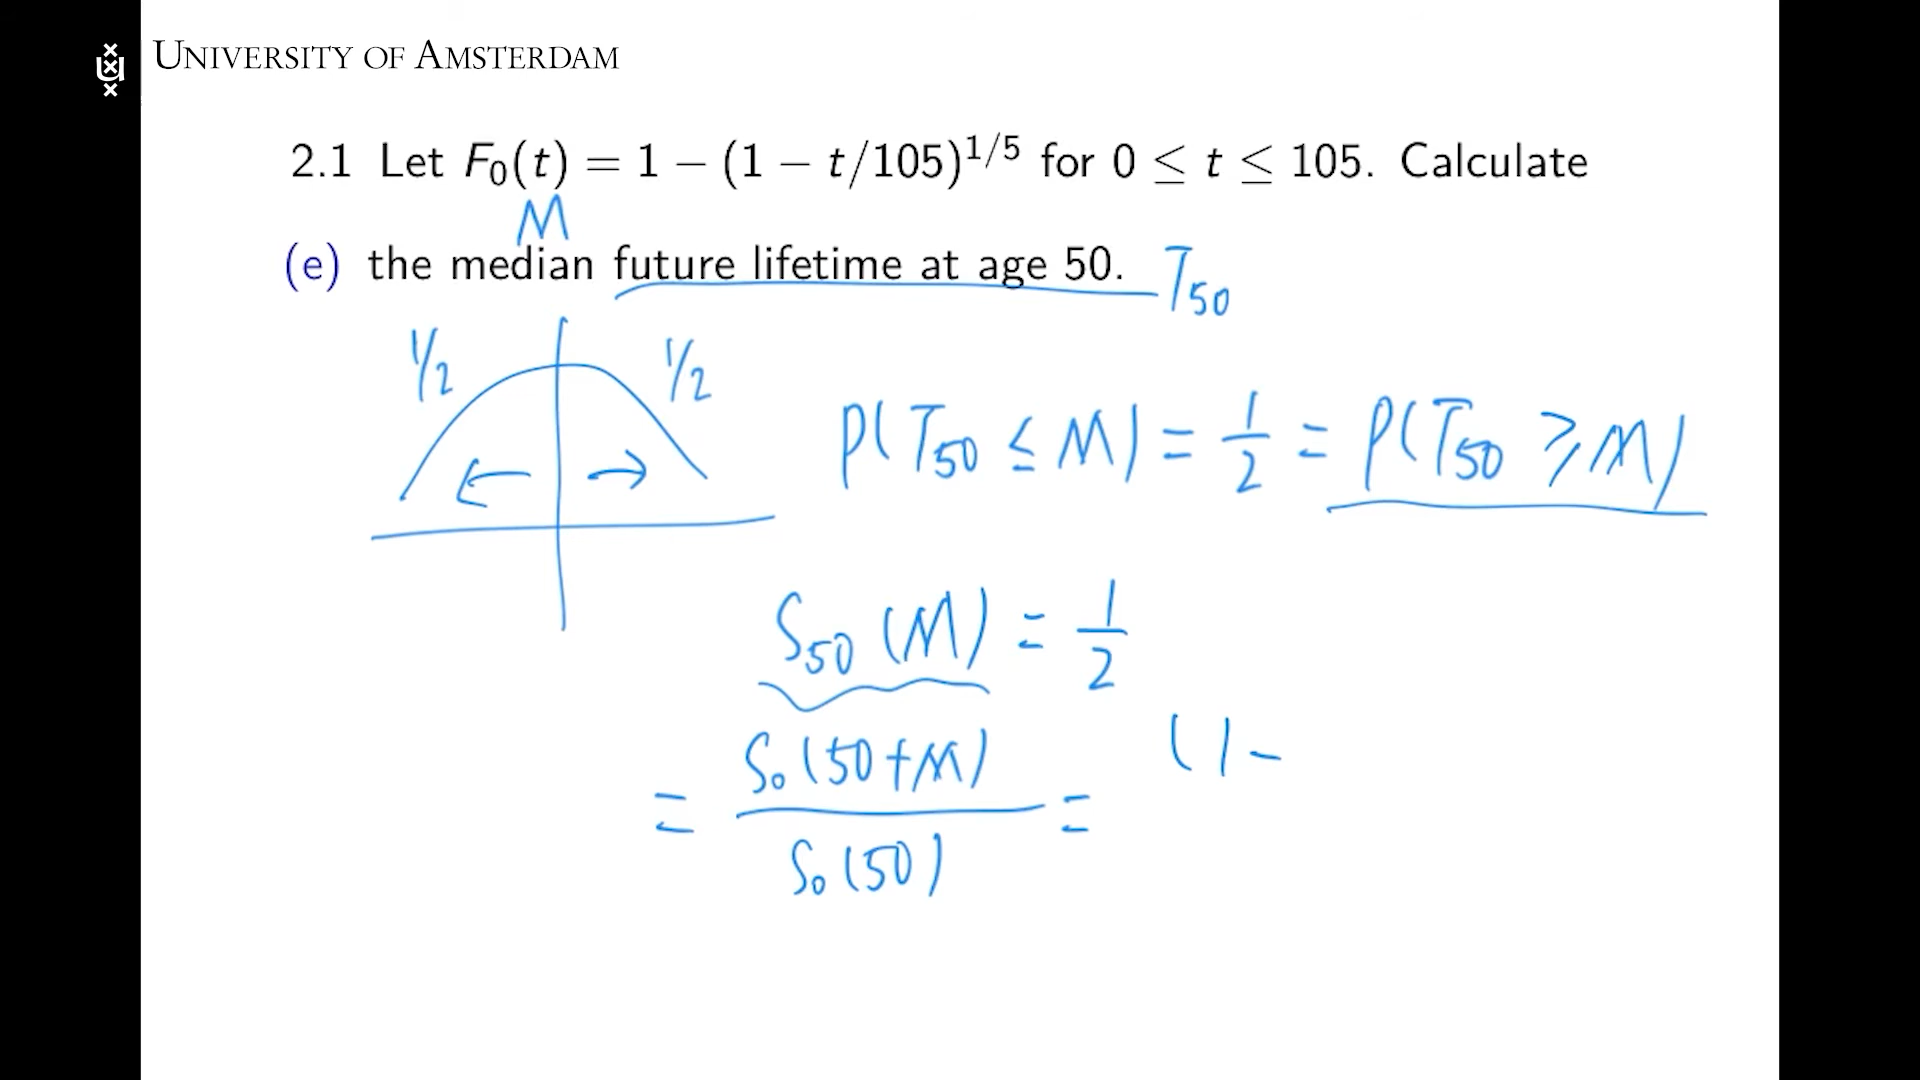 UNIVERSITY OF AMSTERDAM
2.1 Let F₀(t) = 1 − (1 − t/105)^{1/5} for 0 ≤ t ≤ 105. Calculate
M
(e) the median future lifetime at age 50. T₅₀
1/2 1/2
P(T₅₀ ≤ M) = 1/2 = P(T₅₀ ≥ M)
S₅₀(M) = 1/2
= S₀(50+M) / S₀(50) = (1−